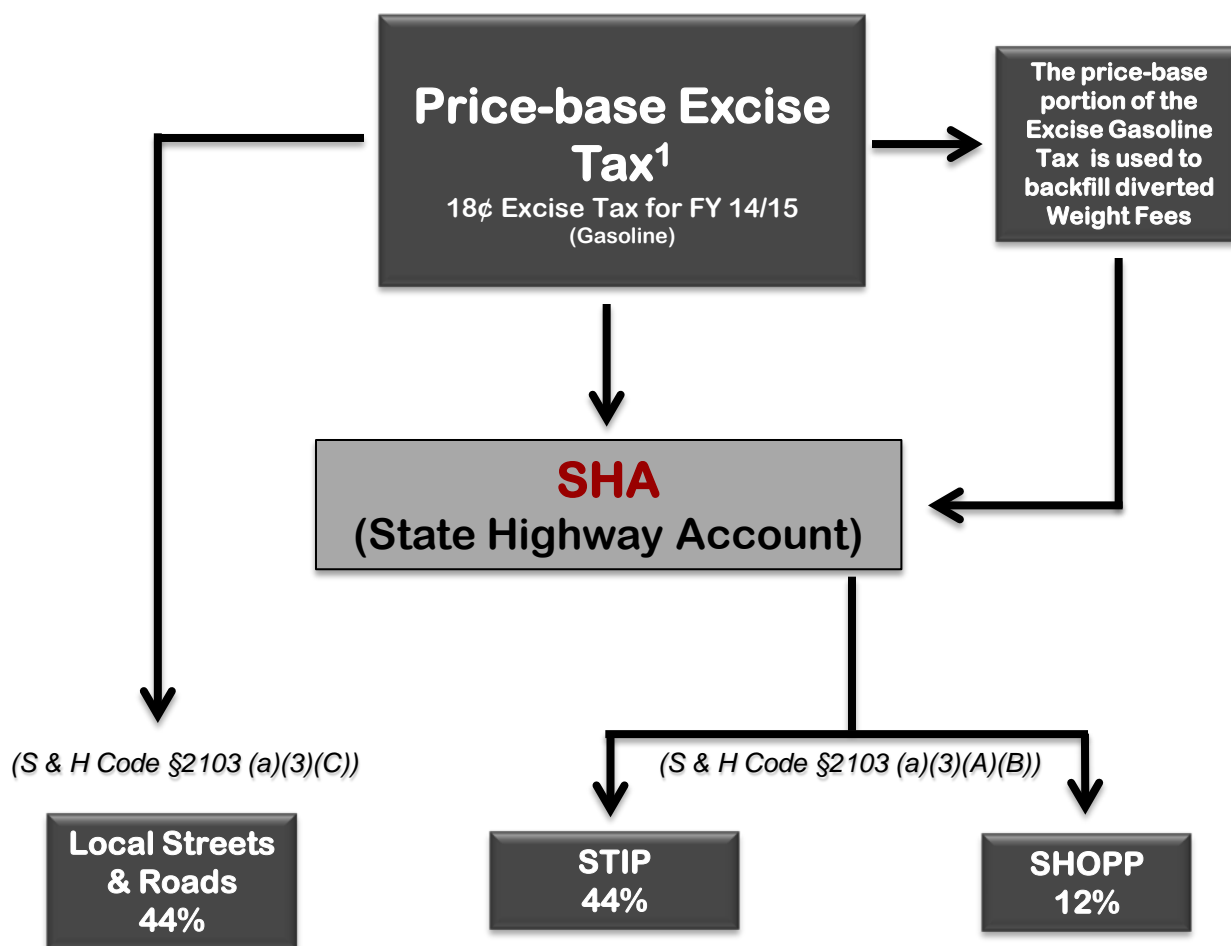 Price-base Excise
Tax¹
18¢ Excise Tax for FY 14/15
(Gasoline)
The price-base
portion of the
Excise Gasoline
Tax is used to
backfill diverted
Weight Fees
SHA
(State Highway Account)
(S & H Code §2103 (a)(3)(C))
(S & H Code §2103 (a)(3)(A)(B))
Local Streets
& Roads
44%
STIP
44%
SHOPP
12%